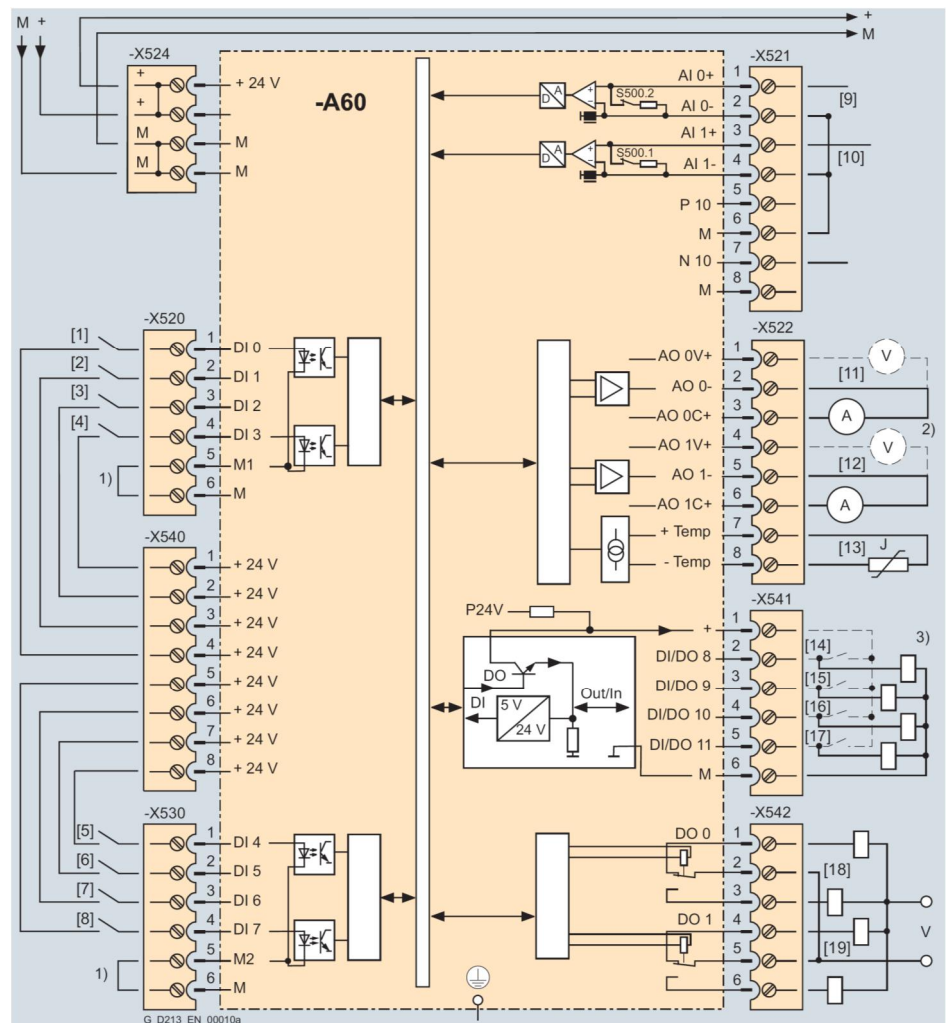 M +
+
M
-X524
+
+
M
M
+ 24 V
M
M
-A60
-X521
AI 0+
1
[9]
D A
+
−
S500.2
AI 0-
2
AI 1+
3
[10]
D A
+
−
S500.1
AI 1-
4
P 10
5
M
6
N 10
7
M
8
-X520
[1]
1
DI 0
[2]
2
DI 1
[3]
3
DI 2
[4]
4
DI 3
1)
5
M1
6
M
-X522
AO 0V+
1
V
AO 0-
2
[11]
AO 0C+
3
A
2)
AO 1V+
4
V
AO 1-
5
[12]
AO 1C+
6
A
+ Temp
7
- Temp
8
[13]
J
-X540
1
+ 24 V
2
+ 24 V
3
+ 24 V
4
+ 24 V
5
+ 24 V
6
+ 24 V
7
+ 24 V
8
+ 24 V
-X541
P24V
+
1
3)
DO
DI
5 V
24 V
Out/In
DI/DO 8
2
[14]
DI/DO 9
3
[15]
DI/DO 10
4
[16]
DI/DO 11
5
[17]
M
6
-X530
[5]
1
DI 4
[6]
2
DI 5
[7]
3
DI 6
[8]
4
DI 7
1)
5
M2
6
M
-X542
DO 0
1
2
[18]
3
DO 1
4
V
5
[19]
6
G_D213_EN_00010a